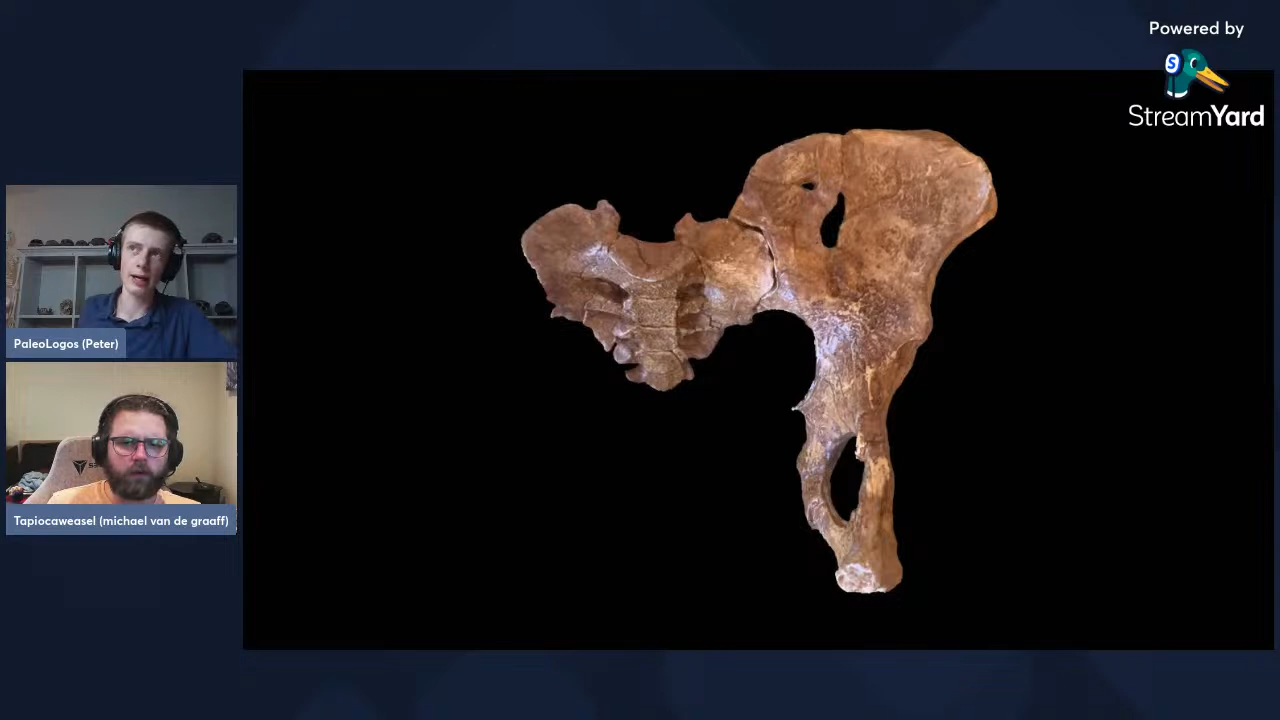 Powered by
StreamYard
PaleoLogos (Peter)
Tapiocaweasel (michael van de graaff)